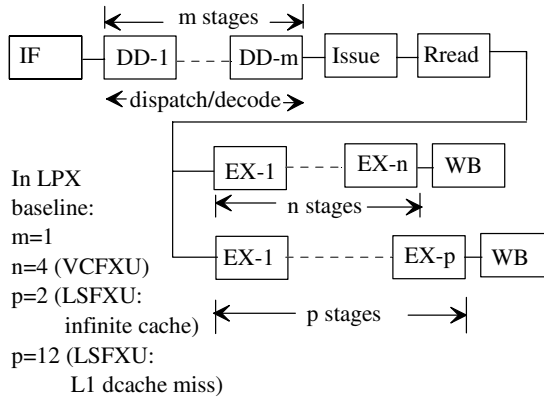 m stages
IF
DD-1
DD-m
Issue
Rread
dispatch/decode
In LPX
baseline:
m=1
n=4 (VCFXU)
p=2 (LSFXU:
infinite cache)
p=12 (LSFXU:
L1 dcache miss)
EX-1
EX-n
WB
n stages
EX-1
EX-p
WB
p stages